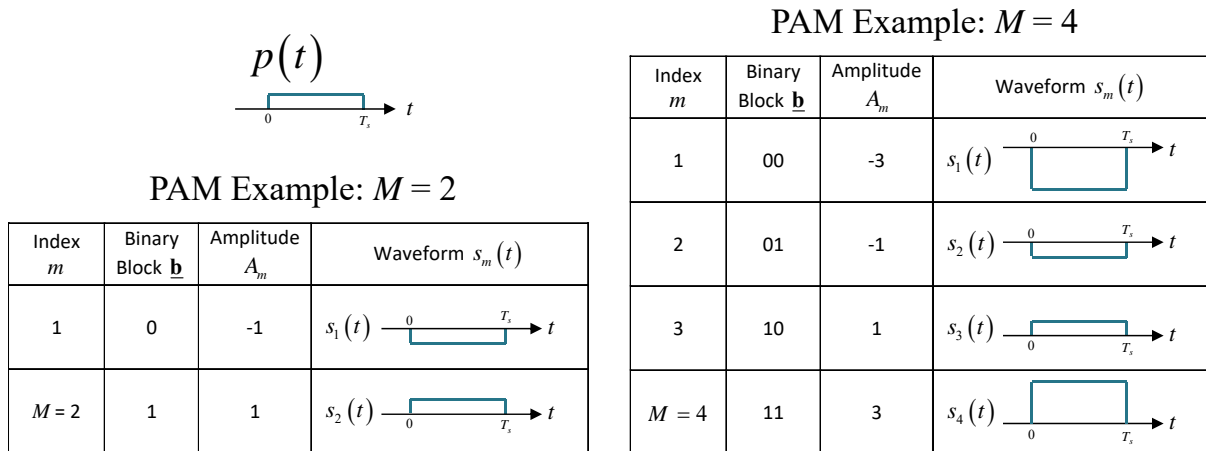 p(t)
0 T_s t
PAM Example: M = 2
Index m Binary Block b Amplitude A_m Waveform s_m(t)
1 0 -1 s_1(t) 0 T_s t
M = 2 1 1 s_2(t) 0 T_s t
PAM Example: M = 4
Index m Binary Block b Amplitude A_m Waveform s_m(t)
1 00 -3 s_1(t) 0 T_s t
2 01 -1 s_2(t) 0 T_s t
3 10 1 s_3(t) 0 T_s t
M = 4 11 3 s_4(t) 0 T_s t